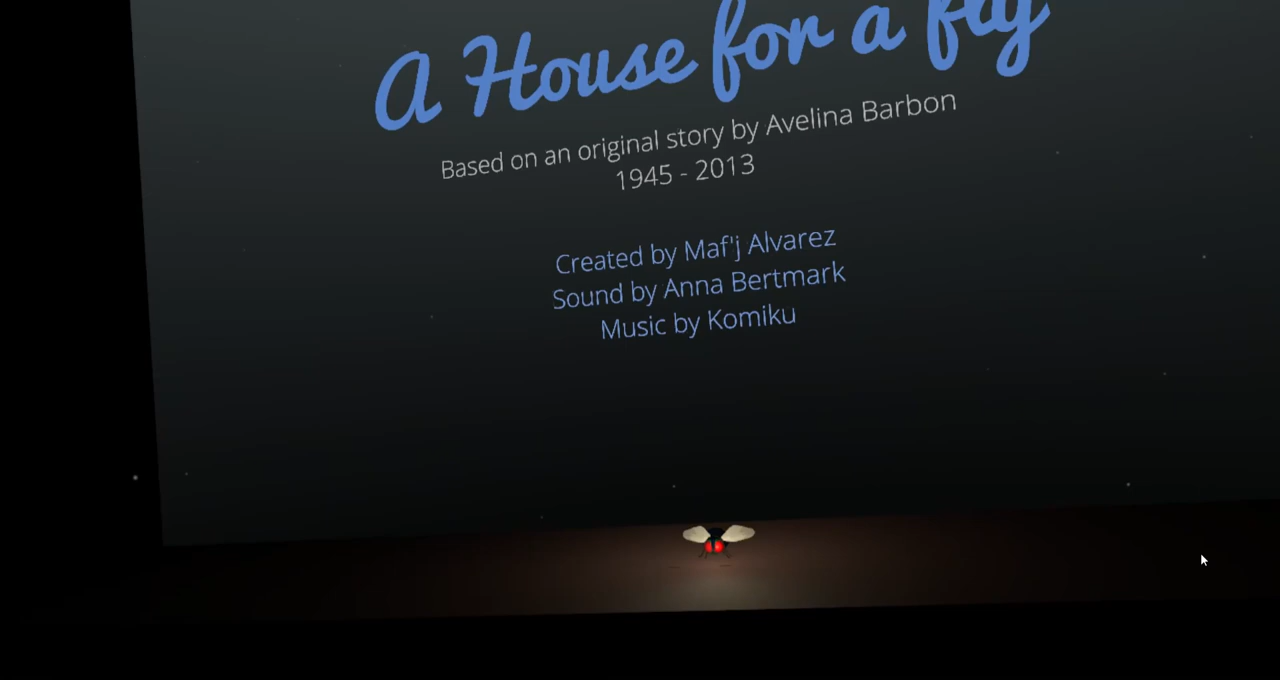 A House for a fly
Based on an original story by Avelina Barbon
1945 - 2013
Created by Maf'j Alvarez
Sound by Anna Bertmark
Music by Komiku